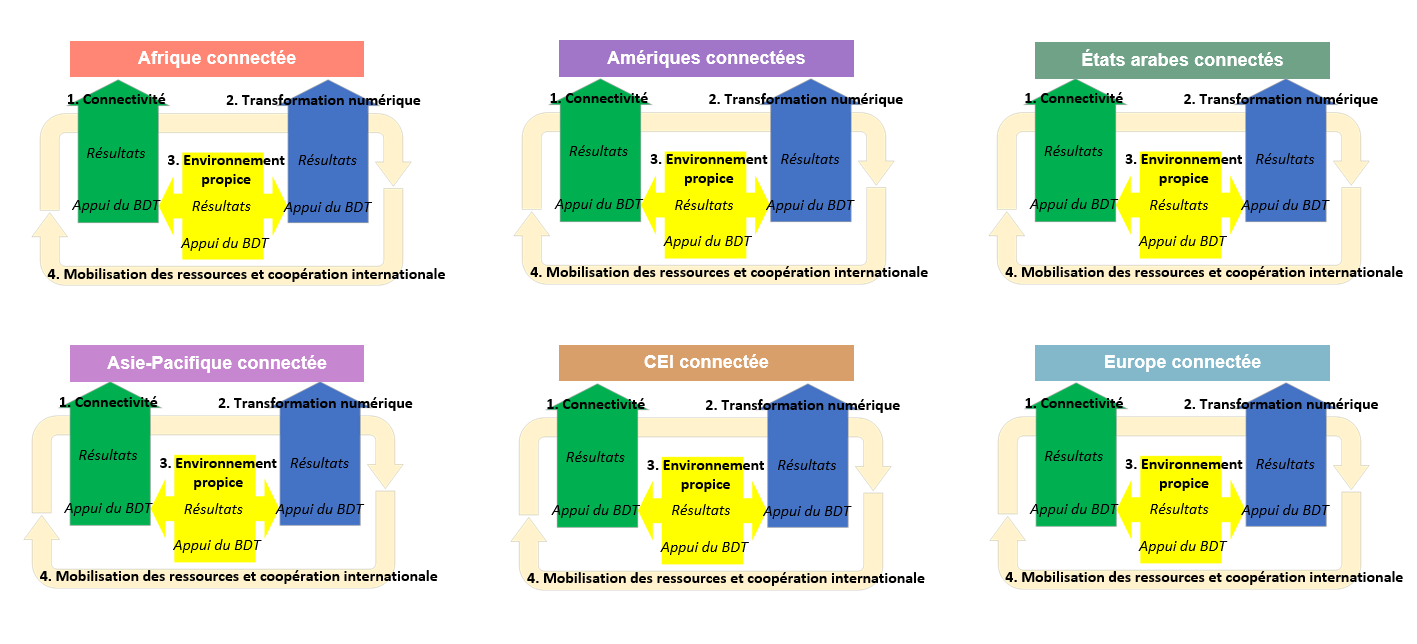 Afrique connectée
1. Connectivité
2. Transformation numérique
Résultats
3. Environnement
propice
Résultats
Appui du BDT
Résultats
Appui du BDT
Appui du BDT
4. Mobilisation des ressources et coopération internationale
Amériques connectées
1. Connectivité
2. Transformation numérique
Résultats
3. Environnement
propice
Résultats
Appui du BDT
Résultats
Appui du BDT
Appui du BDT
4. Mobilisation des ressources et coopération internationale
États arabes connectés
1. Connectivité
2. Transformation numérique
Résultats
3. Environnement
propice
Résultats
Appui du BDT
Résultats
Appui du BDT
Appui du BDT
4. Mobilisation des ressources et coopération internationale
Asie-Pacifique connectée
1. Connectivité
2. Transformation numérique
Résultats
3. Environnement
propice
Résultats
Appui du BDT
Résultats
Appui du BDT
Appui du BDT
4. Mobilisation des ressources et coopération internationale
CEI connectée
1. Connectivité
2. Transformation numérique
Résultats
3. Environnement
propice
Résultats
Appui du BDT
Résultats
Appui du BDT
Appui du BDT
4. Mobilisation des ressources et coopération internationale
Europe connectée
1. Connectivité
2. Transformation numérique
Résultats
3. Environnement
propice
Résultats
Appui du BDT
Résultats
Appui du BDT
Appui du BDT
4. Mobilisation des ressources et coopération internationale